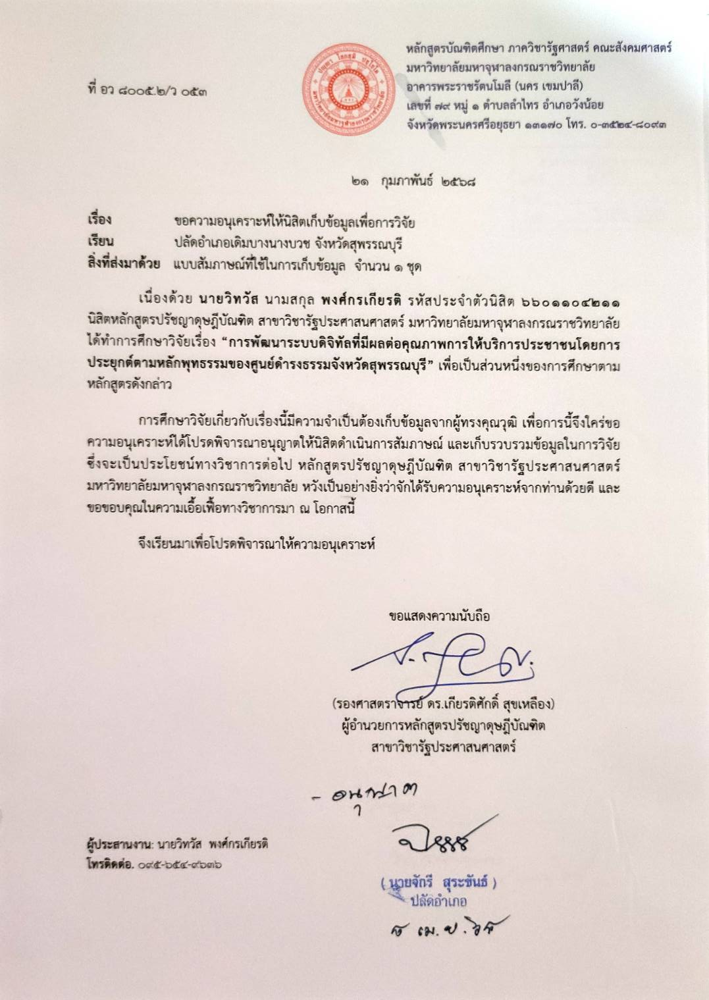 หลักสูตรบัณฑิตศึกษา ภาควิชารัฐศาสตร์ คณะสังคมศาสตร์
มหาวิทยาลัยมหาจุฬาลงกรณราชวิทยาลัย
อาคารพระราชรัตนโมลี (นคร เขมปาลี)
เลขที่ ๗๙ หมู่ ๑ ตำบลลำไทร อำเภอวังน้อย
จังหวัดพระนครศรีอยุธยา ๑๓๑๗๐ โทร. ๐-๓๕๒๔-๘๐๙๓
ที่ อว ๘๐๐๕.๒/ว ๐๕๓
ปญฺญา โลกสฺมิ ปชฺโชโต
มหาวิทยาลัยมหาจุฬาลงกรณราชวิทยาลัย
๒๑ กุมภาพันธ์ ๒๕๖๘
เรื่อง ขอความอนุเคราะห์ให้นิสิตเก็บข้อมูลเพื่อการวิจัย
เรียน ปลัดอำเภอเดิมบางนางบวช จังหวัดสุพรรณบุรี
สิ่งที่ส่งมาด้วย แบบสัมภาษณ์ที่ใช้ในการเก็บข้อมูล จำนวน ๑ ชุด
เนื่องด้วย นายวิทวัส นามสกุล พงศ์กรเกียรติ รหัสประจำตัวนิสิต ๖๖๐๑๑๐๔๒๑๑
นิสิตหลักสูตรปรัชญาดุษฎีบัณฑิต สาขาวิชารัฐประศาสนศาสตร์ มหาวิทยาลัยมหาจุฬาลงกรณราชวิทยาลัย
ได้ทำการศึกษาวิจัยเรื่อง “การพัฒนาระบบดิจิทัลที่มีผลต่อคุณภาพการให้บริการประชาชนโดยการ
ประยุกต์ตามหลักพุทธรรมของศูนย์ดำรงธรรมจังหวัดสุพรรณบุรี” เพื่อเป็นส่วนหนึ่งของการศึกษาตาม
หลักสูตรดังกล่าว
การศึกษาวิจัยเกี่ยวกับเรื่องนี้มีความจำเป็นต้องเก็บข้อมูลจากผู้ทรงคุณวุฒิ เพื่อการนี้จึงใคร่ขอ
ความอนุเคราะห์ได้โปรดพิจารณาอนุญาตให้นิสิตดำเนินการสัมภาษณ์ และเก็บรวบรวมข้อมูลในการวิจัย
ซึ่งจะเป็นประโยชน์ทางวิชาการต่อไป หลักสูตรปรัชญาดุษฎีบัณฑิต สาขาวิชารัฐประศาสนศาสตร์
มหาวิทยาลัยมหาจุฬาลงกรณราชวิทยาลัย หวังเป็นอย่างยิ่งว่าจักได้รับความอนุเคราะห์จากท่านด้วยดี และ
ขอขอบคุณในความเอื้อเฟื้อทางวิชาการมา ณ โอกาสนี้
จึงเรียนมาเพื่อโปรดพิจารณาให้ความอนุเคราะห์
ขอแสดงความนับถือ
(รองศาสตราจารย์ ดร.เกียรติศักดิ์ สุขเหลือง)
ผู้อำนวยการหลักสูตรปรัชญาดุษฎีบัณฑิต
สาขาวิชารัฐประศาสนศาสตร์
- อนุญาต
ผู้ประสานงาน: นายวิทวัส พงศ์กรเกียรติ
โทรติดต่อ. ๐๙๕-๖๕๔-๙๖๓๖
( นายจักรี สุระขันธ์ )
ปลัดอำเภอ
เม.ย.